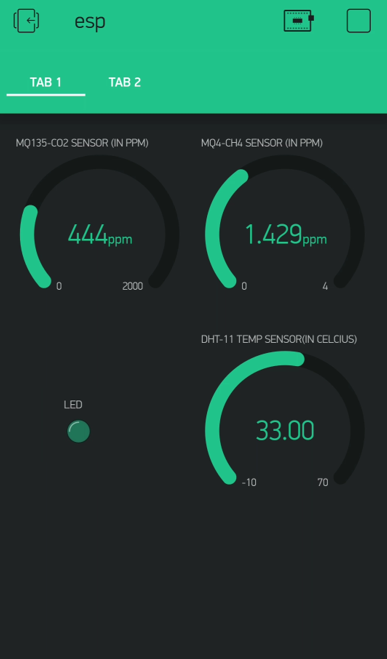 esp
TAB 1 TAB 2
MQ135-CO2 SENSOR (IN PPM) MQ4-CH4 SENSOR (IN PPM)
444ppm 1.429ppm
0 2000 0 4
DHT-11 TEMP SENSOR(IN CELCIUS)
LED
33.00
-10 70